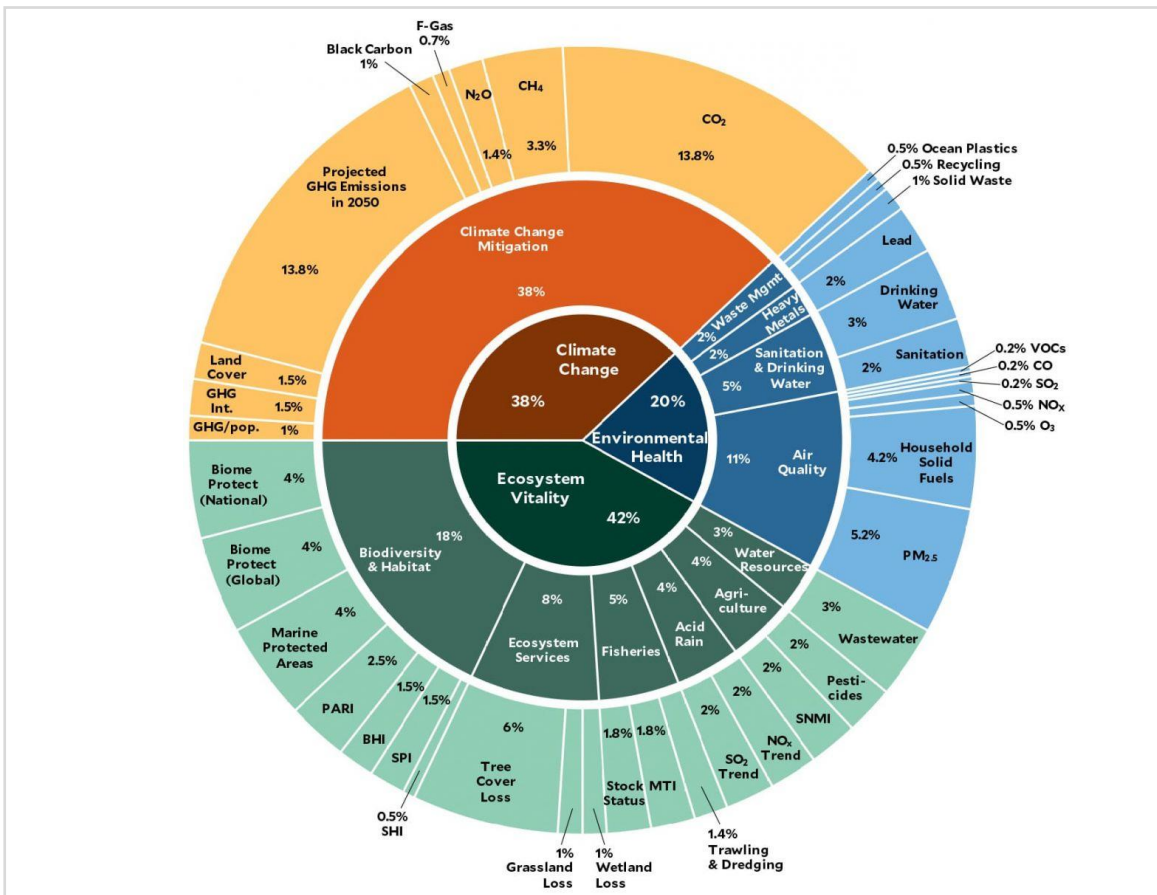 F-Gas
0.7%
Black Carbon
1%
N₂O
1.4%
CH₄
3.3%
CO₂
13.8%
Projected
GHG Emissions
in 2050
13.8%
Land
Cover
1.5%
GHG
Int.
1.5%
GHG/pop.
1%
0.5% Ocean Plastics
0.5% Recycling
1% Solid Waste
Lead
2%
Drinking
Water
3%
Sanitation
2%
0.2% VOCs
0.2% CO
0.2% SO₂
0.5% NOₓ
0.5% O₃
4.2%
Household
Solid
Fuels
5.2%
PM₂.₅
Climate Change
Mitigation
38%
Waste Mgmt
2%
Heavy
Metals
2%
Sanitation
& Drinking
Water
5%
11%
Air
Quality
Climate
Change
38%
20%
Environmental
Health
Ecosystem
Vitality
42%
18%
Biodiversity
& Habitat
8%
Ecosystem
Services
5%
Fisheries
4%
Acid
Rain
4%
Agri-
culture
3%
Water
Resources
Biome
Protect
(National)
4%
Biome
Protect
(Global)
4%
Marine
Protected
Areas
4%
2.5%
PARI
1.5%
BHI
1.5%
SPI
0.5%
SHI
6%
Tree
Cover
Loss
1%
Grassland
Loss
1%
Wetland
Loss
1.8%
Stock
Status
1.8%
MTI
1.4%
Trawling
& Dredging
2%
SO₂
Trend
2%
NOₓ
Trend
2%
SNMI
2%
Pesti-
cides
3%
Wastewater